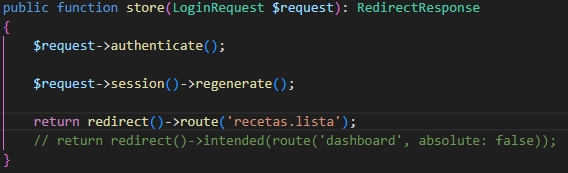 public function store(LoginRequest $request): RedirectResponse
{
$request->authenticate();
$request->session()->regenerate();
return redirect()->route('recetas.lista');
// return redirect()->intended(route('dashboard', absolute: false));
}